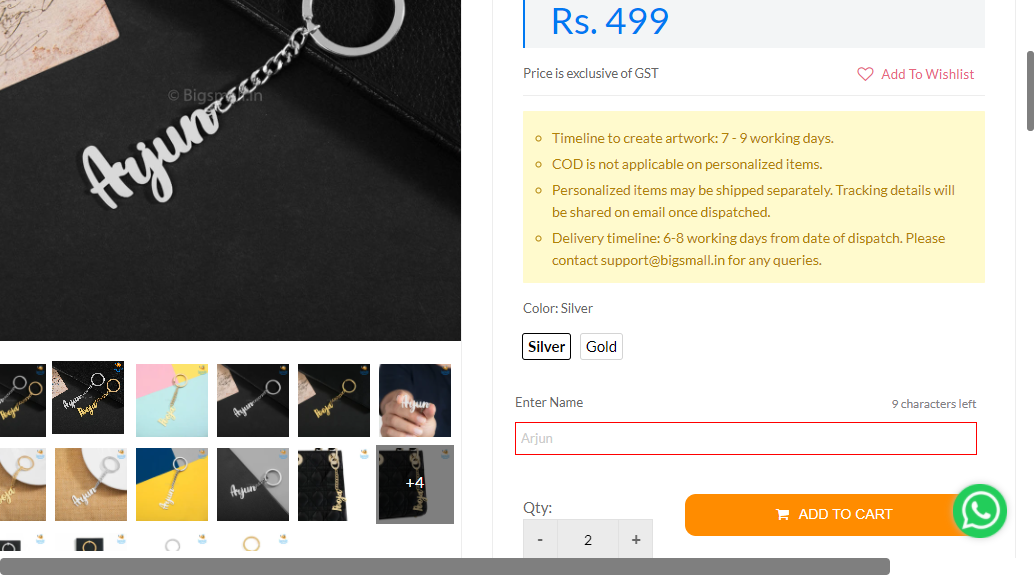 Rs. 499
Price is exclusive of GST
Add To Wishlist
© Bigsmall.in
Arjun
Timeline to create artwork: 7 - 9 working days.
COD is not applicable on personalized items.
Personalized items may be shipped separately. Tracking details will
be shared on email once dispatched.
Delivery timeline: 6-8 working days from date of dispatch. Please
contact support@bigsmall.in for any queries.
Color: Silver
Silver
Gold
Enter Name
9 characters left
Arjun
+4
Qty:
- 2 +
ADD TO CART